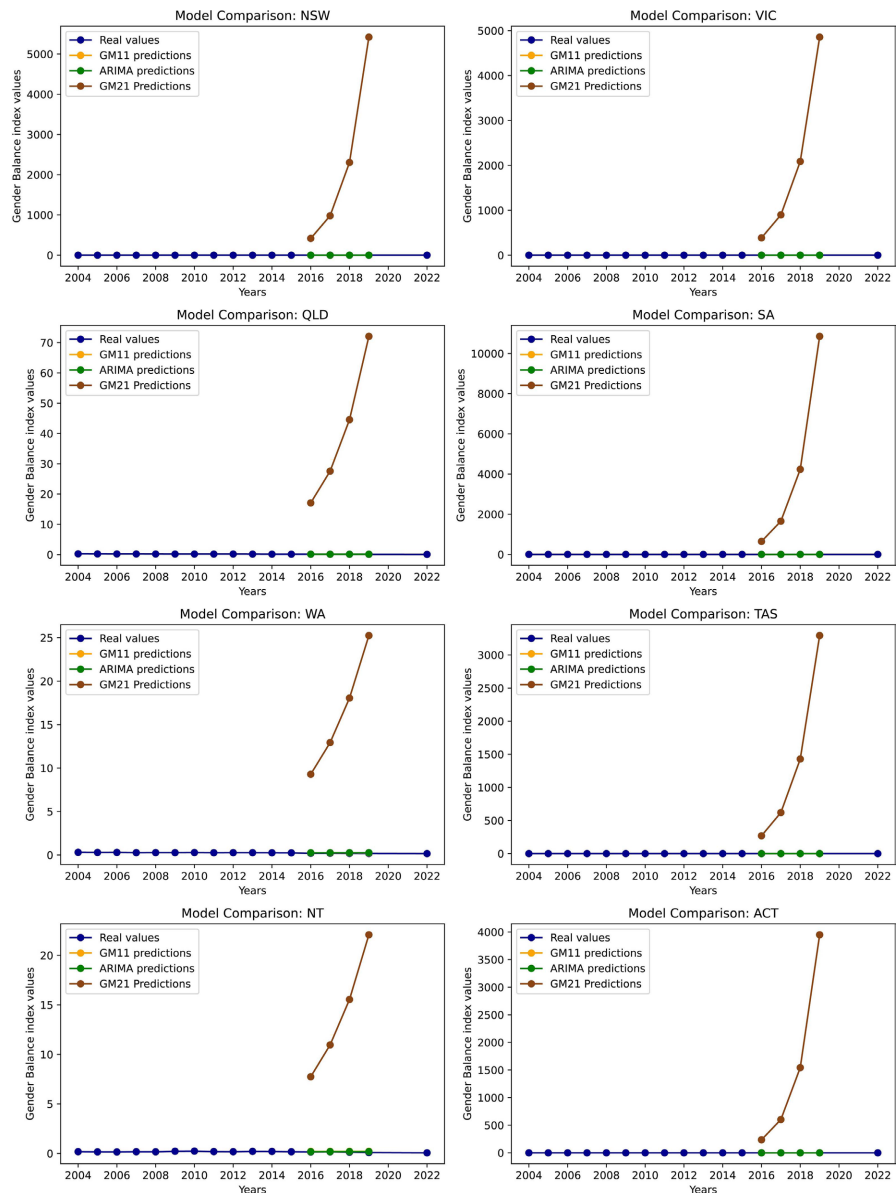 Model Comparison: NSW
Gender Balance index values
5000
4000
3000
2000
1000
0
Real values
GM11 predictions
ARIMA predictions
GM21 Predictions
2004 2006 2008 2010 2012 2014 2016 2018 2020 2022
Years
Model Comparison: VIC
Gender Balance index values
5000
4000
3000
2000
1000
0
Real values
GM11 predictions
ARIMA predictions
GM21 Predictions
2004 2006 2008 2010 2012 2014 2016 2018 2020 2022
Years
Model Comparison: QLD
Gender Balance index values
70
60
50
40
30
20
10
0
Real values
GM11 predictions
ARIMA predictions
GM21 Predictions
2004 2006 2008 2010 2012 2014 2016 2018 2020 2022
Years
Model Comparison: SA
Gender Balance index values
10000
8000
6000
4000
2000
0
Real values
GM11 predictions
ARIMA predictions
GM21 Predictions
2004 2006 2008 2010 2012 2014 2016 2018 2020 2022
Years
Model Comparison: WA
Gender Balance index values
25
20
15
10
5
0
Real values
GM11 predictions
ARIMA predictions
GM21 Predictions
2004 2006 2008 2010 2012 2014 2016 2018 2020 2022
Years
Model Comparison: TAS
Gender Balance index values
3000
2500
2000
1500
1000
500
0
Real values
GM11 predictions
ARIMA predictions
GM21 Predictions
2004 2006 2008 2010 2012 2014 2016 2018 2020 2022
Years
Model Comparison: NT
Gender Balance index values
20
15
10
5
0
Real values
GM11 predictions
ARIMA predictions
GM21 Predictions
2004 2006 2008 2010 2012 2014 2016 2018 2020 2022
Years
Model Comparison: ACT
Gender Balance index values
4000
3500
3000
2500
2000
1500
1000
500
0
Real values
GM11 predictions
ARIMA predictions
GM21 Predictions
2004 2006 2008 2010 2012 2014 2016 2018 2020 2022
Years